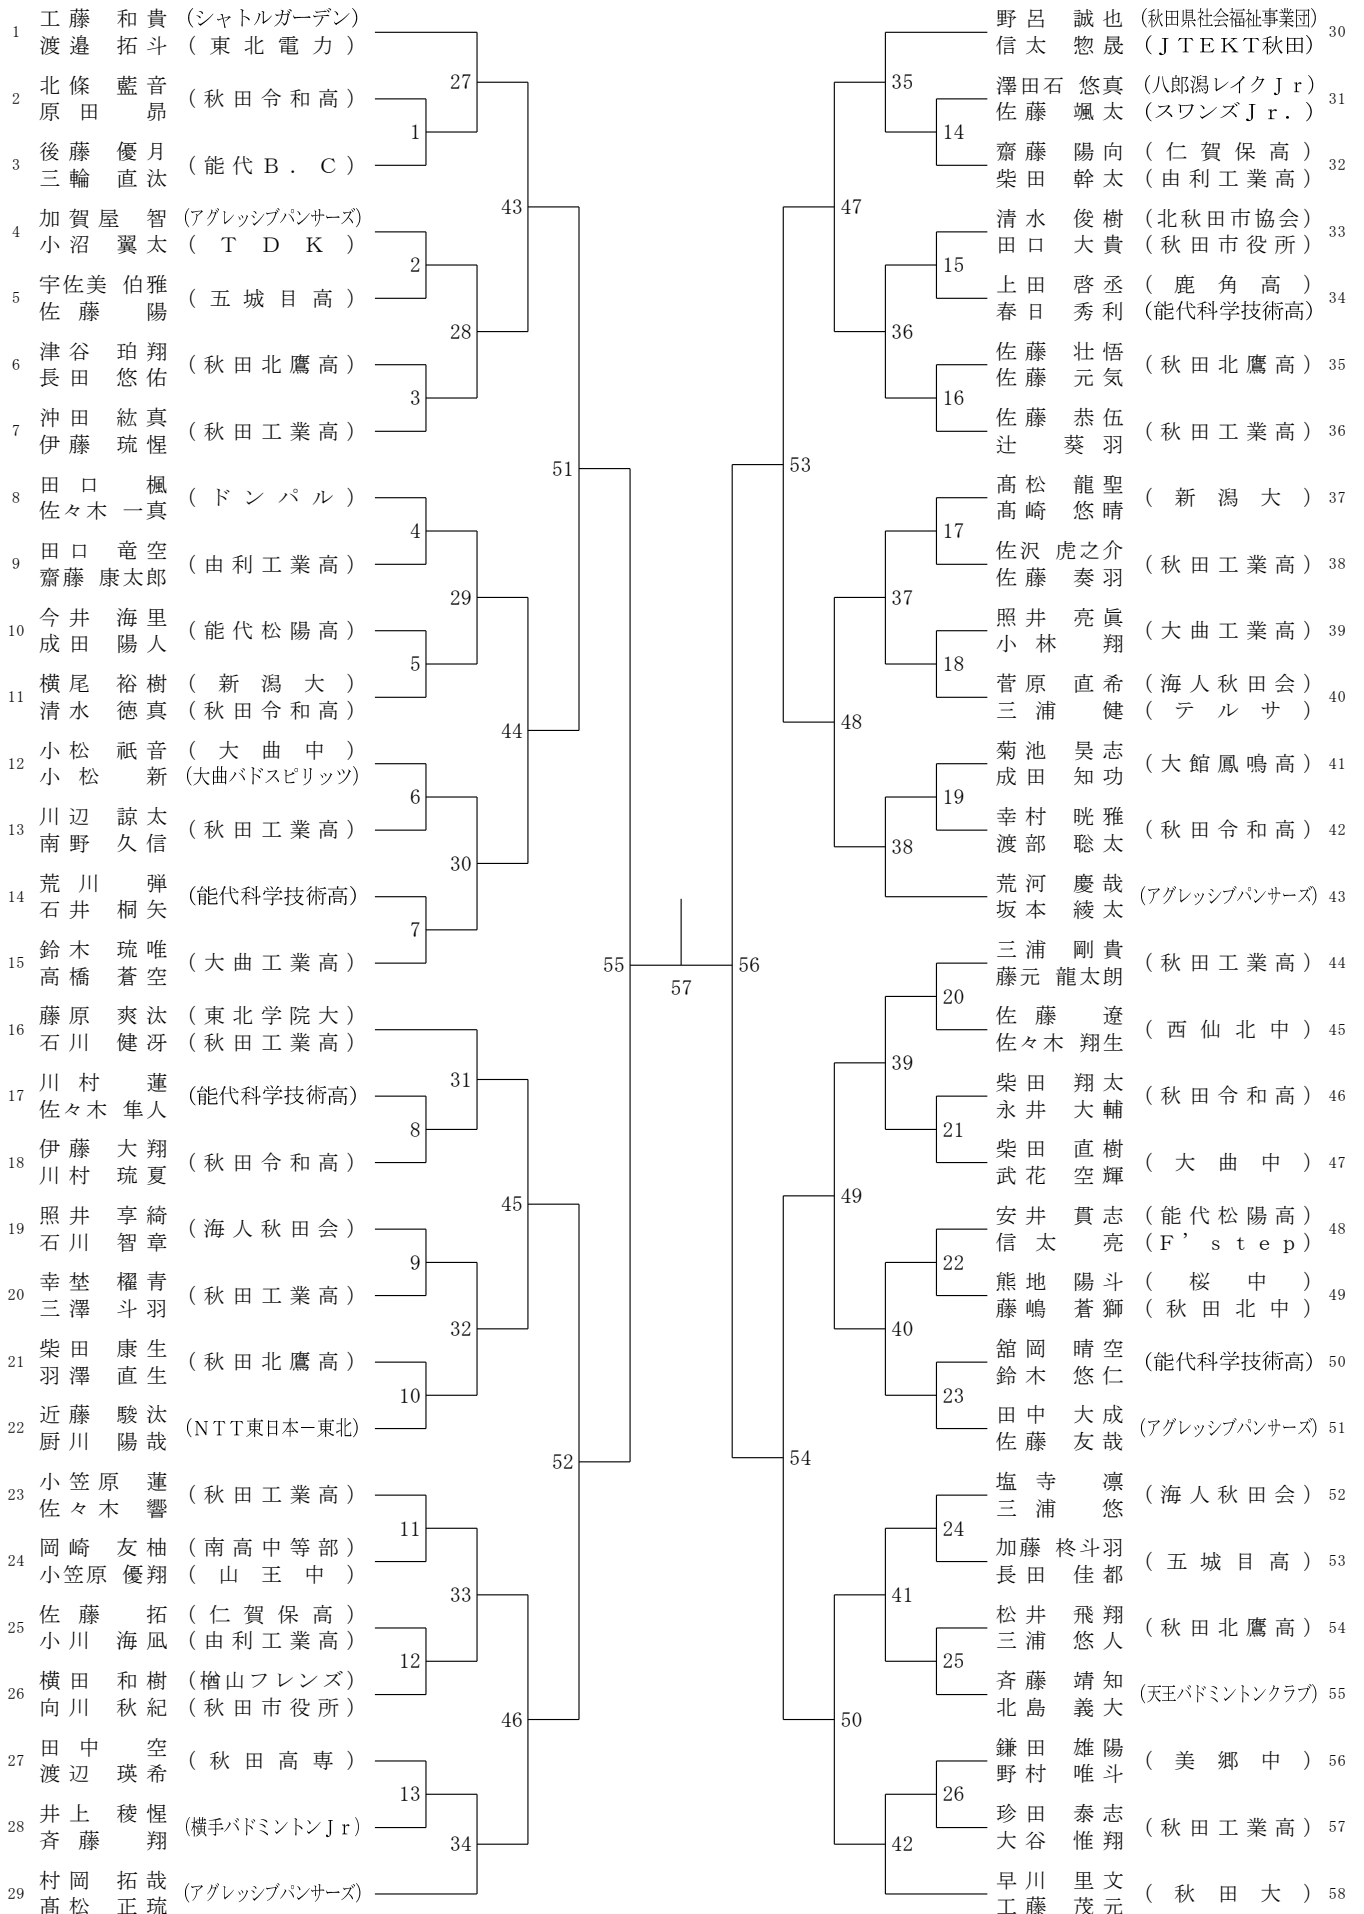 1 工藤 和貴 (シャトルガーデン)
渡邉 拓斗 (東北電力)
2 北條 藍音 (秋田令和高)
原田 昴
3 後藤 優月 (能代B．C)
三輪 直汰
4 加賀屋 智 (アグレッシブパンサーズ)
小沼 翼太 (TDK)
5 宇佐美 伯雅 (五城目高)
佐藤 陽
6 津谷 珀翔 (秋田北鷹高)
長田 悠佑
7 沖田 紘真 (秋田工業高)
伊藤 琉惺
8 田口 楓 (ドンパル)
佐々木 一真
9 田口 竜空 (由利工業高)
齋藤 康太郎
10 今井 海里 (能代松陽高)
成田 陽人
11 横尾 裕樹 (新潟大)
清水 徳真 (秋田令和高)
12 小松 祇音 (大曲中)
小松 新 (大曲バドスピリッツ)
13 川辺 諒太 (秋田工業高)
南野 久信
14 荒川 弾 (能代科学技術高)
石井 桐矢
15 鈴木 琉唯 (大曲工業高)
高橋 蒼空
16 藤原 爽汰 (東北学院大)
石川 健冴 (秋田工業高)
17 川村 蓮 (能代科学技術高)
佐々木 隼人
18 伊藤 大翔 (秋田令和高)
川村 琉夏
19 照井 享綺 (海人秋田会)
石川 智章
20 幸埜 櫂青 (秋田工業高)
三澤 斗羽
21 柴田 康生 (秋田北鷹高)
羽澤 直生
22 近藤 駿汰 (NTT東日本－東北)
厨川 陽哉
23 小笠原 蓮 (秋田工業高)
佐々木 響
24 岡崎 友柚 (南高中等部)
小笠原 優翔 (山王中)
25 佐藤 拓 (仁賀保高)
小川 海凪 (由利工業高)
26 横田 和樹 (楢山フレンズ)
向川 秋紀 (秋田市役所)
27 田中 空 (秋田高専)
渡辺 瑛希
28 井上 稜惺 (横手バドミントンJr)
斉藤 翔
29 村岡 拓哉 (アグレッシブパンサーズ)
髙松 正琉
27
1
43
2
28
3
51
4
29
5
44
6
30
7
55
31
8
45
9
32
10
52
11
33
12
46
13
34
57
56
35
14
47
15
36
16
53
17
37
18
48
19
38
20
39
21
49
22
40
23
54
24
41
25
50
26
42
野呂 誠也 (秋田県社会福祉事業団) 30
信太 惣晟 (JTEKT秋田)
澤田石 悠真 (八郎潟レイクJr) 31
佐藤 颯太 (スワンズJr．)
齋藤 陽向 (仁賀保高) 32
柴田 幹太 (由利工業高)
清水 俊樹 (北秋田市協会) 33
田口 大貴 (秋田市役所)
上田 啓丞 (鹿角高) 34
春日 秀利 (能代科学技術高)
佐藤 壮悟 (秋田北鷹高) 35
佐藤 元気
佐藤 恭伍 (秋田工業高) 36
辻 葵羽
髙松 龍聖 (新潟大) 37
髙崎 悠晴
佐沢 虎之介 (秋田工業高) 38
佐藤 奏羽
照井 亮眞 (大曲工業高) 39
小林 翔
菅原 直希 (海人秋田会) 40
三浦 健 (テルサ)
菊池 昊志 (大館鳳鳴高) 41
成田 知功
幸村 晄雅 (秋田令和高) 42
渡部 聡太
荒河 慶哉 (アグレッシブパンサーズ) 43
坂本 綾太
三浦 剛貴 (秋田工業高) 44
藤元 龍太朗
佐藤 遼 (西仙北中) 45
佐々木 翔生
柴田 翔太 (秋田令和高) 46
永井 大輔
柴田 直樹 (大曲中) 47
武花 空輝
安井 貫志 (能代松陽高) 48
信太 亮 (F’step)
熊地 陽斗 (桜中) 49
藤嶋 蒼獅 (秋田北中)
舘岡 晴空 (能代科学技術高) 50
鈴木 悠仁
田中 大成 (アグレッシブパンサーズ) 51
佐藤 友哉
塩寺 凛 (海人秋田会) 52
三浦 悠
加藤 柊斗羽 (五城目高) 53
長田 佳都
松井 飛翔 (秋田北鷹高) 54
三浦 悠人
斉藤 靖知 (天王バドミントンクラブ) 55
北島 義大
鎌田 雄陽 (美郷中) 56
野村 唯斗
珍田 泰志 (秋田工業高) 57
大谷 惟翔
早川 里文 (秋田大) 58
工藤 茂元